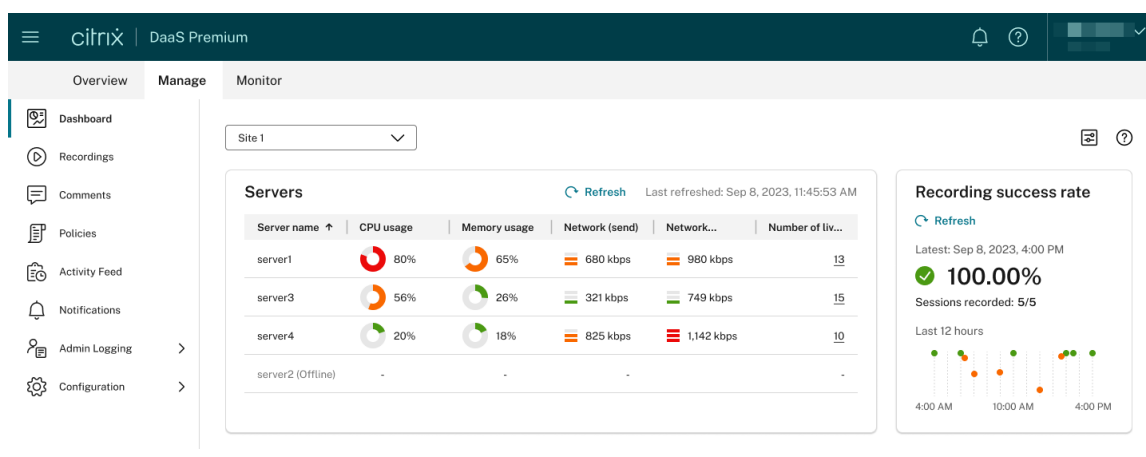 citrix DaaS Premium
Overview Manage Monitor
Dashboard
Recordings
Comments
Policies
Activity Feed
Notifications
Admin Logging
Configuration
Site 1
Servers Refresh Last refreshed: Sep 8, 2023, 11:45:53 AM
Server name CPU usage Memory usage Network (send) Network... Number of liv...
server1 80% 65% 680 kbps 980 kbps 13
server3 56% 26% 321 kbps 749 kbps 15
server4 20% 18% 825 kbps 1,142 kbps 10
server2 (Offline) - - - -
Recording success rate
Refresh
Latest: Sep 8, 2023, 4:00 PM
100.00%
Sessions recorded: 5/5
Last 12 hours
4:00 AM 10:00 AM 4:00 PM